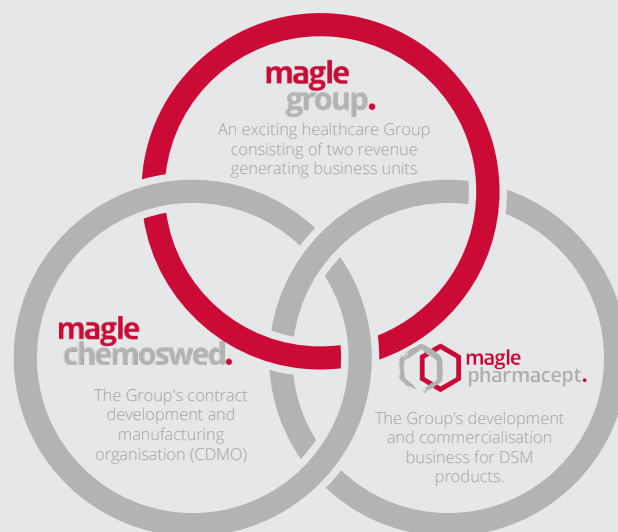 magle
group.
An exciting healthcare Group
consisting of two revenue
generating business units
magle
chemoswed.
The Group's contract
development and
manufacturing
organisation (CDMO)
magle
pharmacept.
The Group's development
and commercialisation
business for DSM
products.